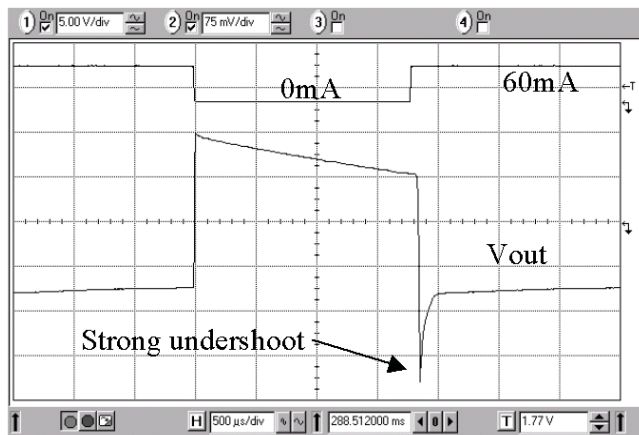 1 On 5.00 V/div 2 On 75 mV/div 3 On 4 On
0mA 60mA
T
Vout
Strong undershoot
H 500 µs/div 288.512000 ms 0 T 1.77 V